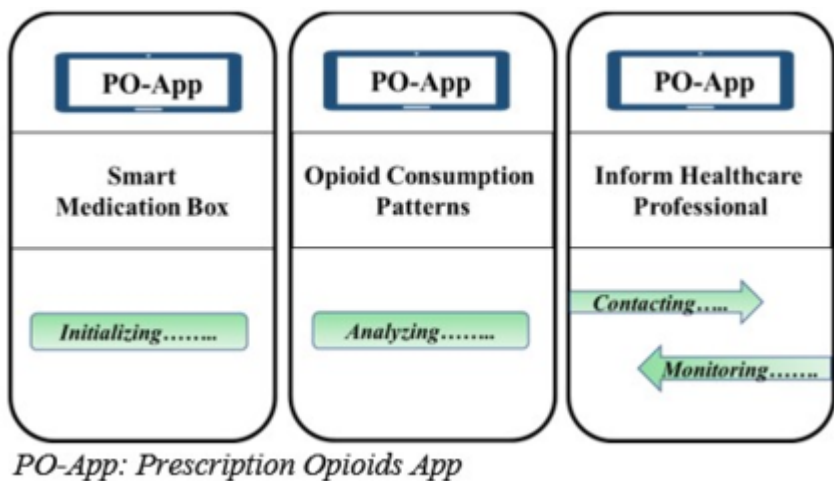 PO-App
Smart
Medication Box
Initializing……..
PO-App
Opioid Consumption
Patterns
Analyzing……...
PO-App
Inform Healthcare
Professional
Contacting…..
Monitoring…….
PO-App: Prescription Opioids App